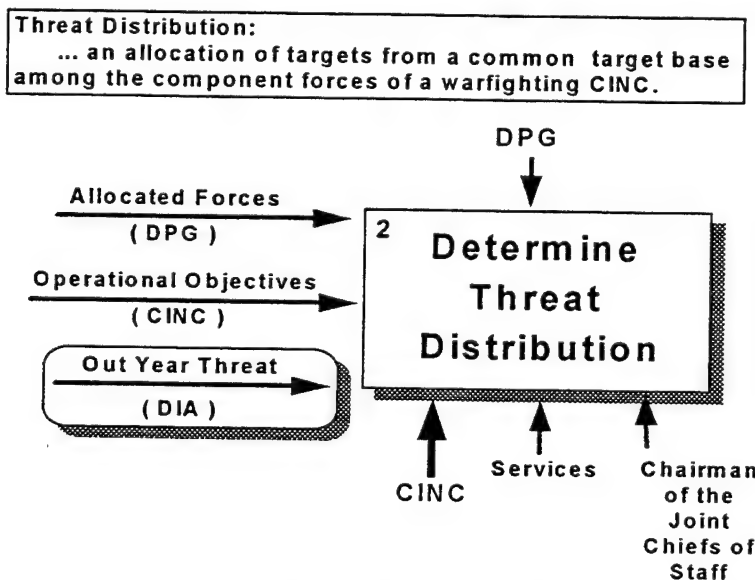 Threat Distribution:
... an allocation of targets from a common target base
among the component forces of a warfighting CINC.
DPG
Allocated Forces
( DPG )
Operational Objectives
( CINC )
Out Year Threat
( DIA )
2
Determine
Threat
Distribution
CINC
Services
Chairman
of the
Joint
Chiefs of
Staff